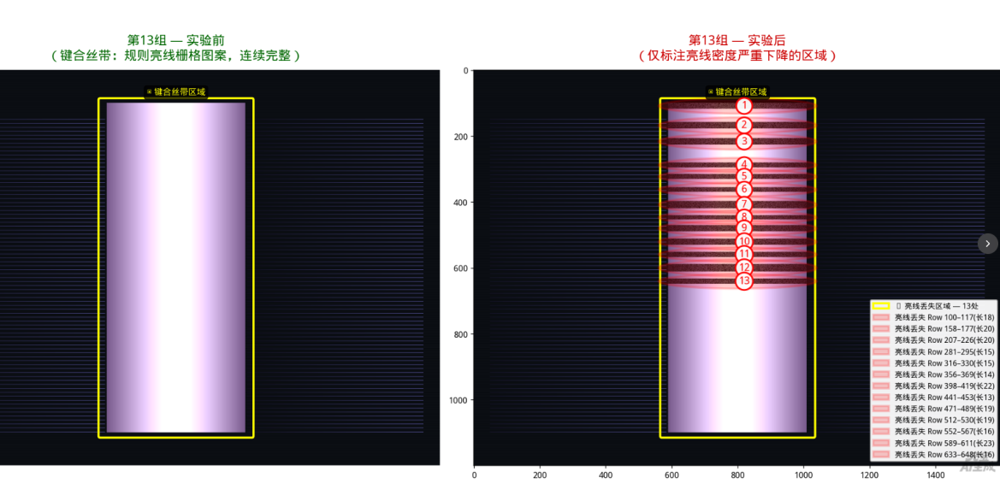 第13组 — 实验前
（键合丝带：规则亮线栅格图案，连续完整）
键合丝带区域
第13组 — 实验后
（仅标注亮线密度严重下降的区域）
键合丝带区域
0
200
400
600
800
1000
0
200
400
600
800
1000
1200
1400
1
2
3
4
5
6
7
8
9
10
11
12
13
亮线丢失区域 — 13处
亮线丢失 Row 100–117(长18)
亮线丢失 Row 158–177(长20)
亮线丢失 Row 207–226(长20)
亮线丢失 Row 281–295(长15)
亮线丢失 Row 316–330(长15)
亮线丢失 Row 356–369(长14)
亮线丢失 Row 398–419(长22)
亮线丢失 Row 441–453(长13)
亮线丢失 Row 471–489(长19)
亮线丢失 Row 512–530(长19)
亮线丢失 Row 552–567(长16)
亮线丢失 Row 589–611(长23)
亮线丢失 Row 633–648(长16)